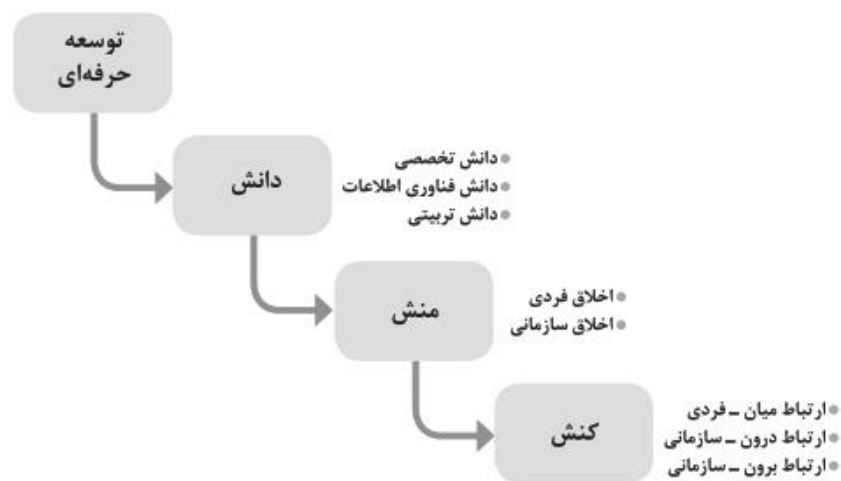 توسعه
حرفه‌ای
دانش
دانش تخصصی
دانش فناوری اطلاعات
دانش تربیتی
منش
اخلاق فردی
اخلاق سازمانی
کنش
ارتباط میان ـ فردی
ارتباط درون ـ سازمانی
ارتباط برون ـ سازمانی